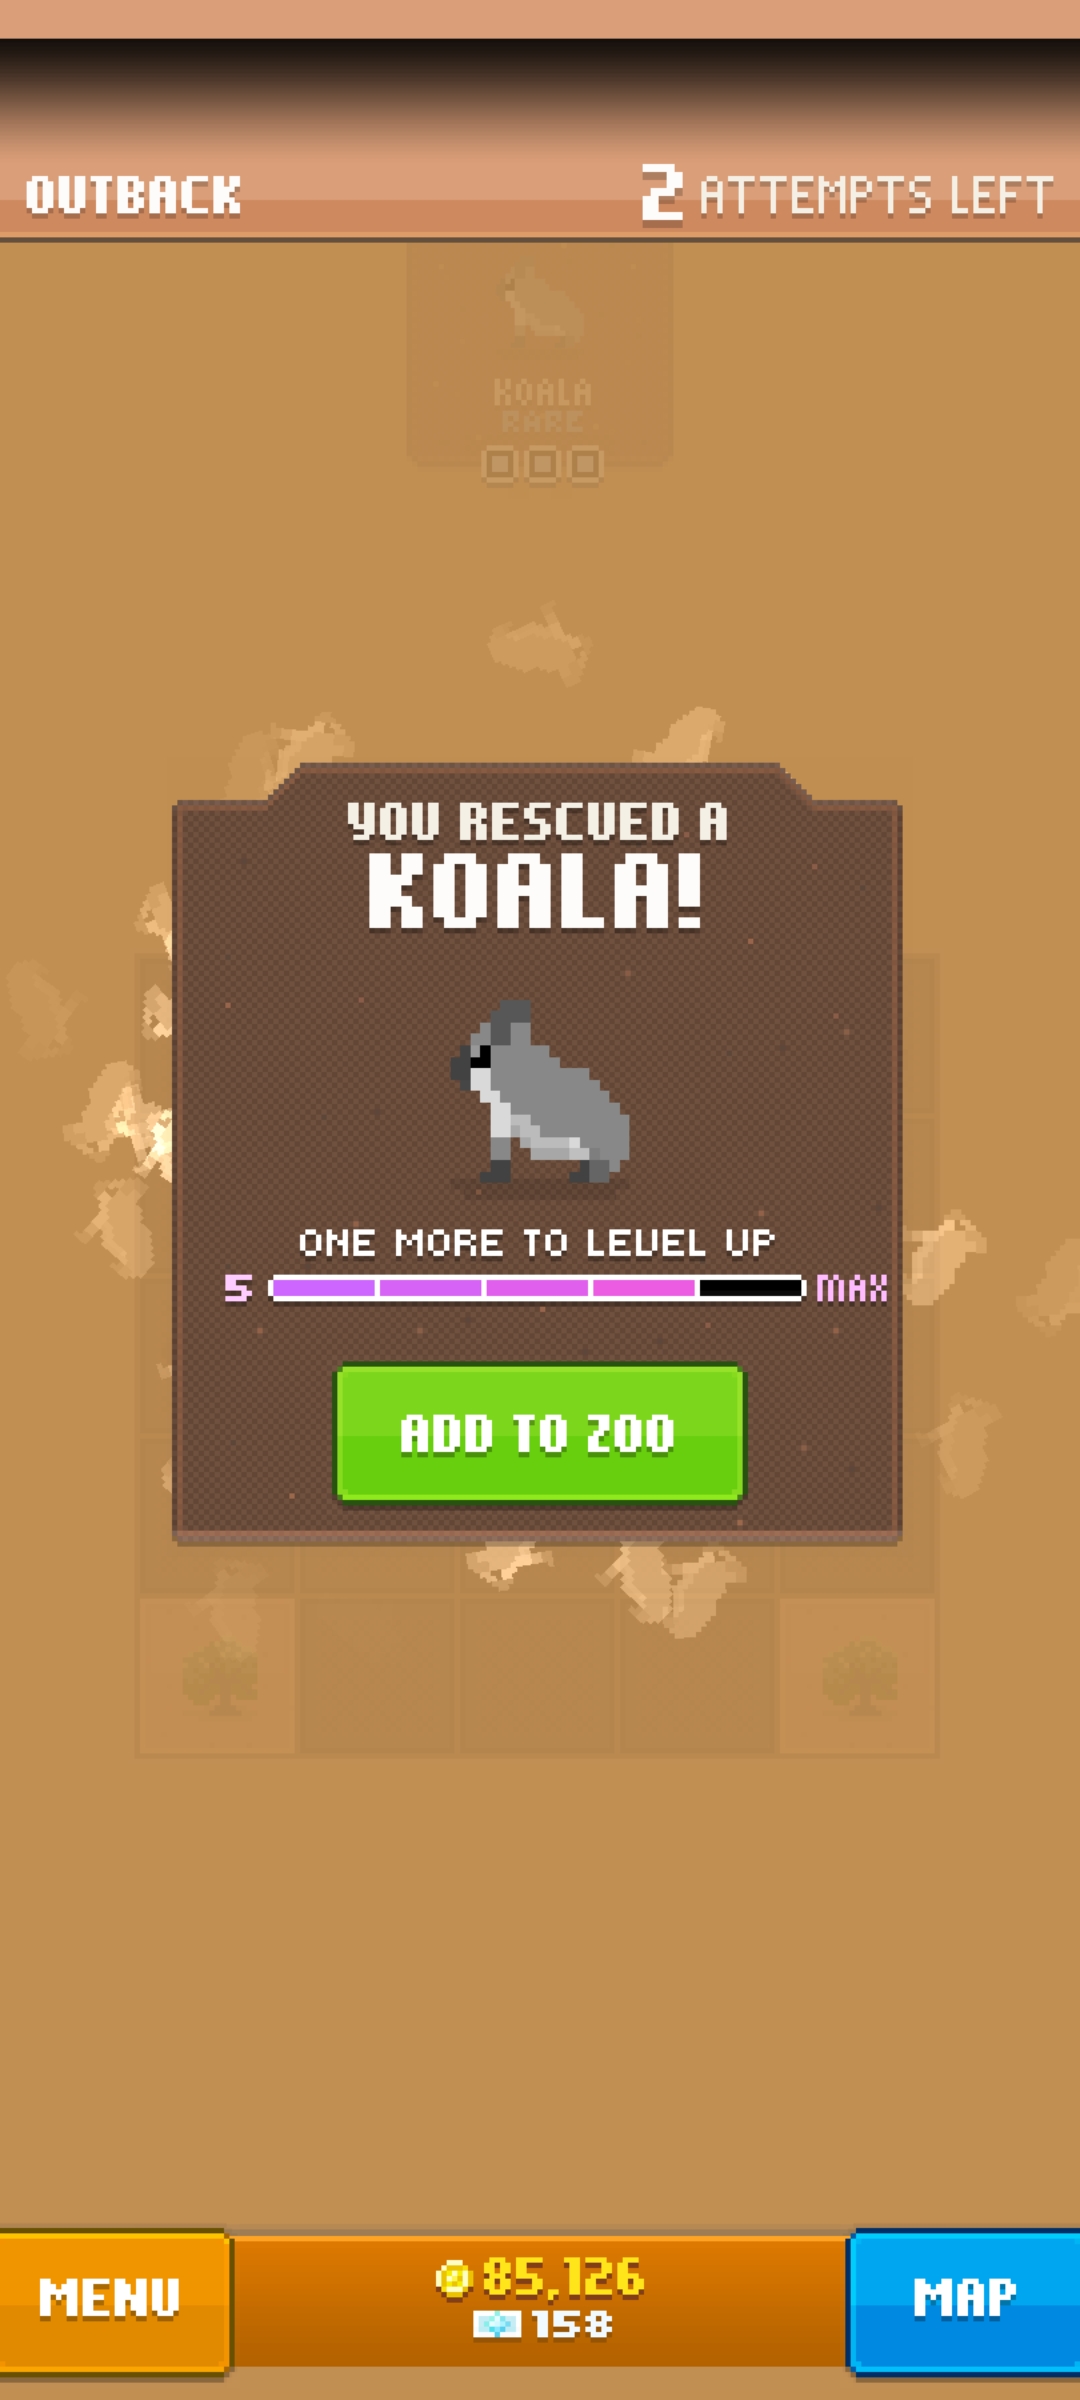 OUTBACK
2 ATTEMPTS LEFT
KOALA
RARE
YOU RESCUED A
KOALA!
ONE MORE TO LEVEL UP
5 MAX
ADD TO ZOO
MENU
85,126
158
MAP